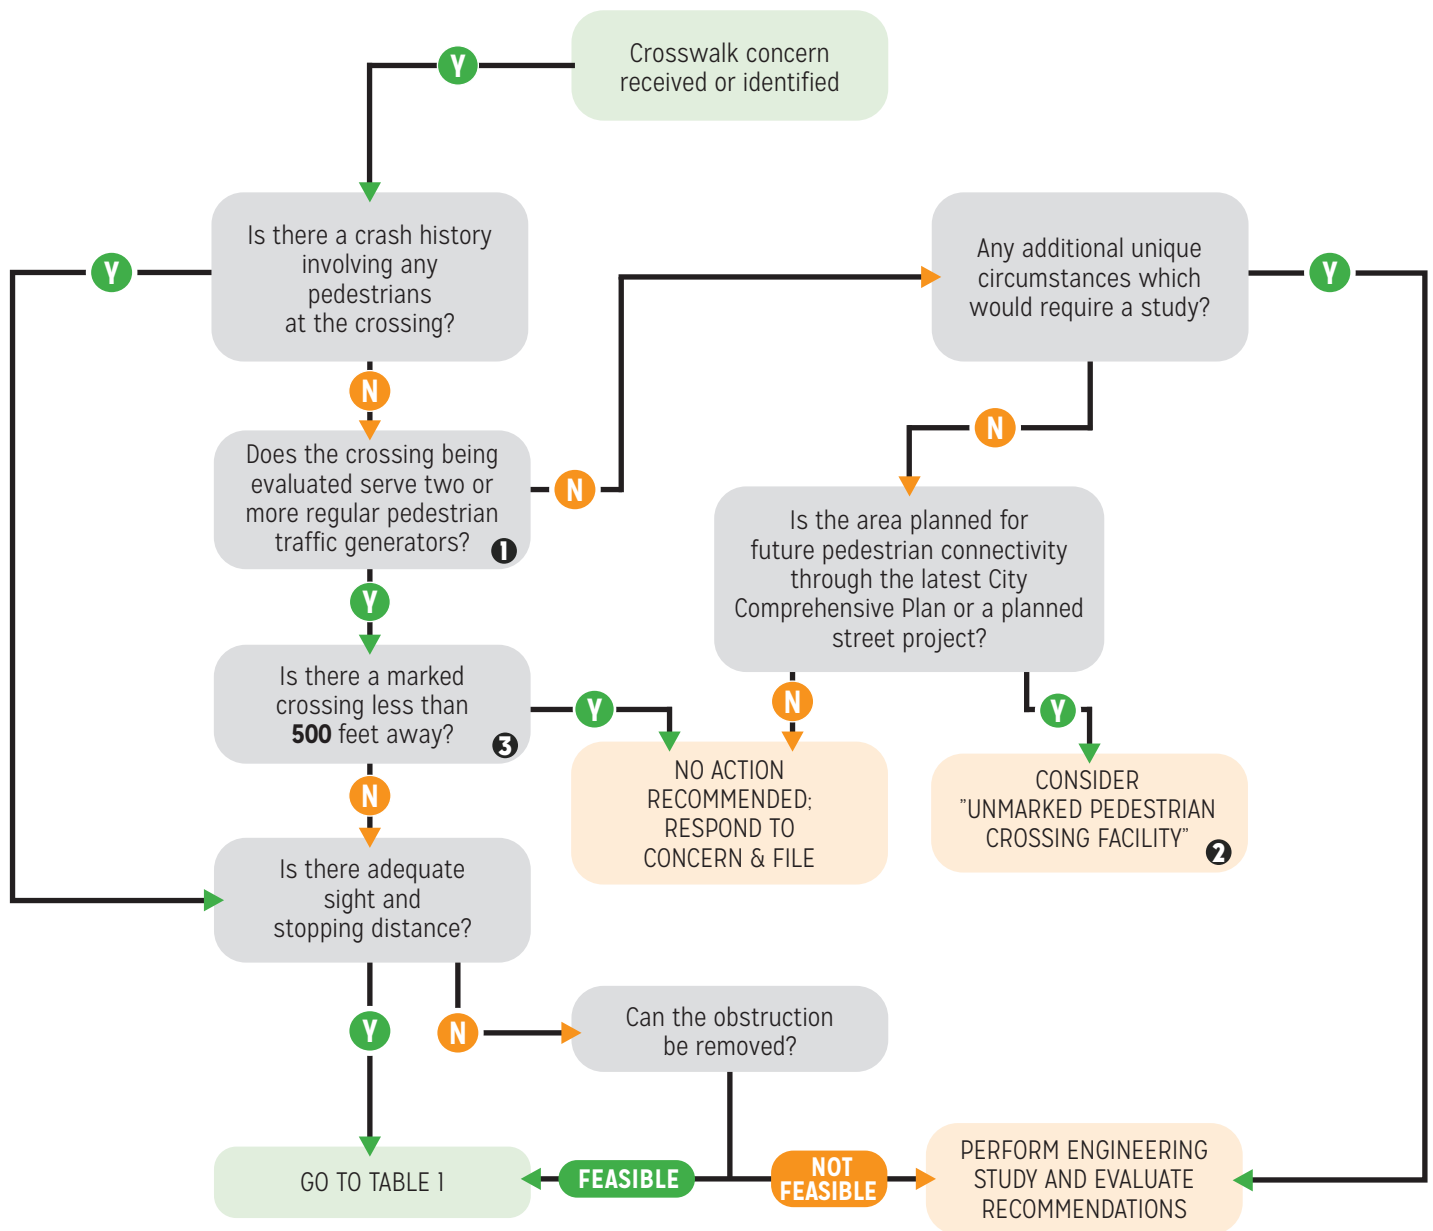 Crosswalk concern
received or identified
Y
Is there a crash history
involving any
pedestrians
at the crossing?
Y
N
Any additional unique
circumstances which
would require a study?
Y
N
Does the crossing being
evaluated serve two or
more regular pedestrian
traffic generators? 1
N
Y
Is the area planned for
future pedestrian connectivity
through the latest City
Comprehensive Plan or a planned
street project?
N
Y
Is there a marked
crossing less than
500 feet away? 3
Y
N
NO ACTION
RECOMMENDED;
RESPOND TO
CONCERN & FILE
CONSIDER
"UNMARKED PEDESTRIAN
CROSSING FACILITY" 2
Is there adequate
sight and
stopping distance?
Y
N
Can the obstruction
be removed?
GO TO TABLE 1
FEASIBLE
NOT
FEASIBLE
PERFORM ENGINEERING
STUDY AND EVALUATE
RECOMMENDATIONS